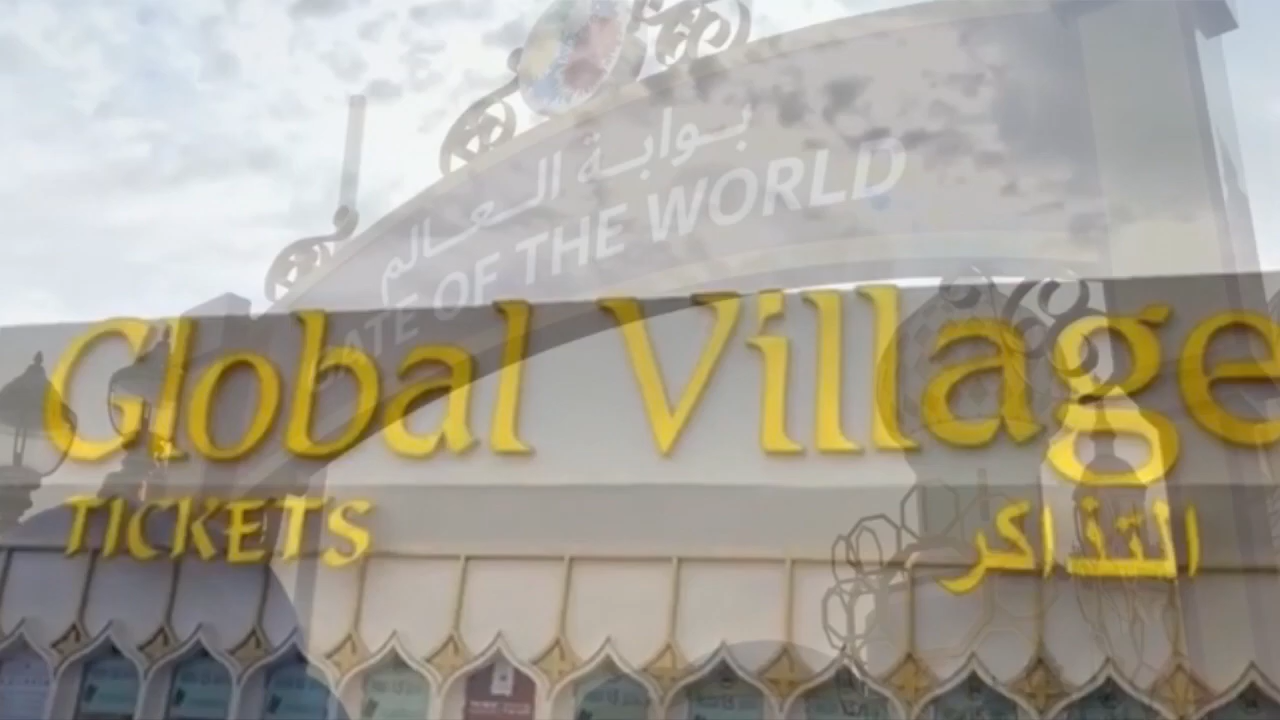 بوابة العالم
GATE OF THE WORLD
Global Village
TICKETS التذاكر